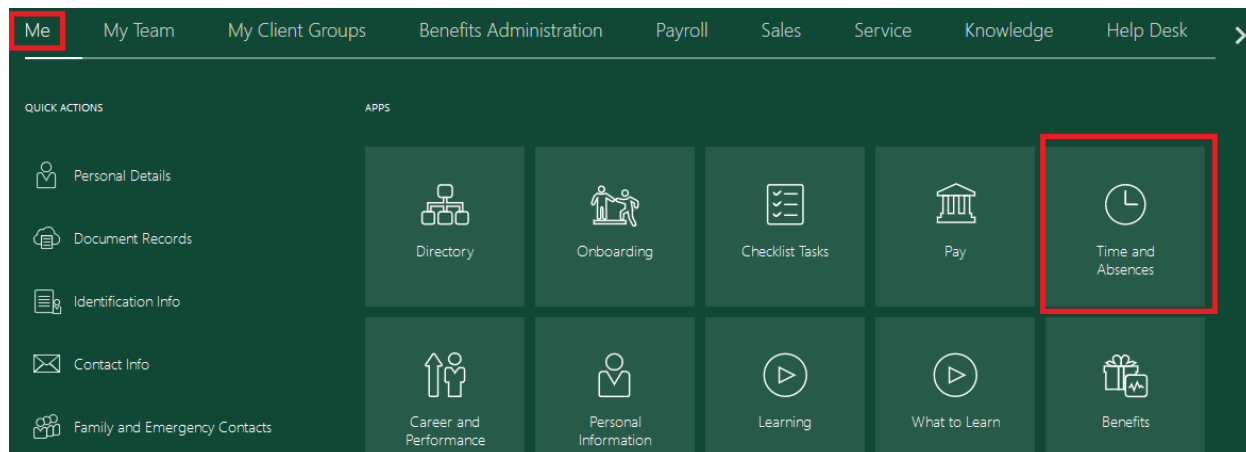 Me My Team My Client Groups Benefits Administration Payroll Sales Service Knowledge Help Desk
QUICK ACTIONS
Personal Details
Document Records
Identification Info
Contact Info
Family and Emergency Contacts
APPS
Directory
Onboarding
Checklist Tasks
Pay
Time and
Absences
Career and
Performance
Personal
Information
Learning
What to Learn
Benefits